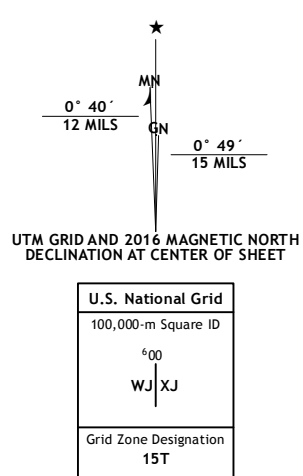 ★
MN
0° 40´
12 MILS
GN
0° 49´
15 MILS
UTM GRID AND 2016 MAGNETIC NORTH
DECLINATION AT CENTER OF SHEET
U.S. National Grid
100,000-m Square ID
⁶00
WJ XJ
Grid Zone Designation
15T